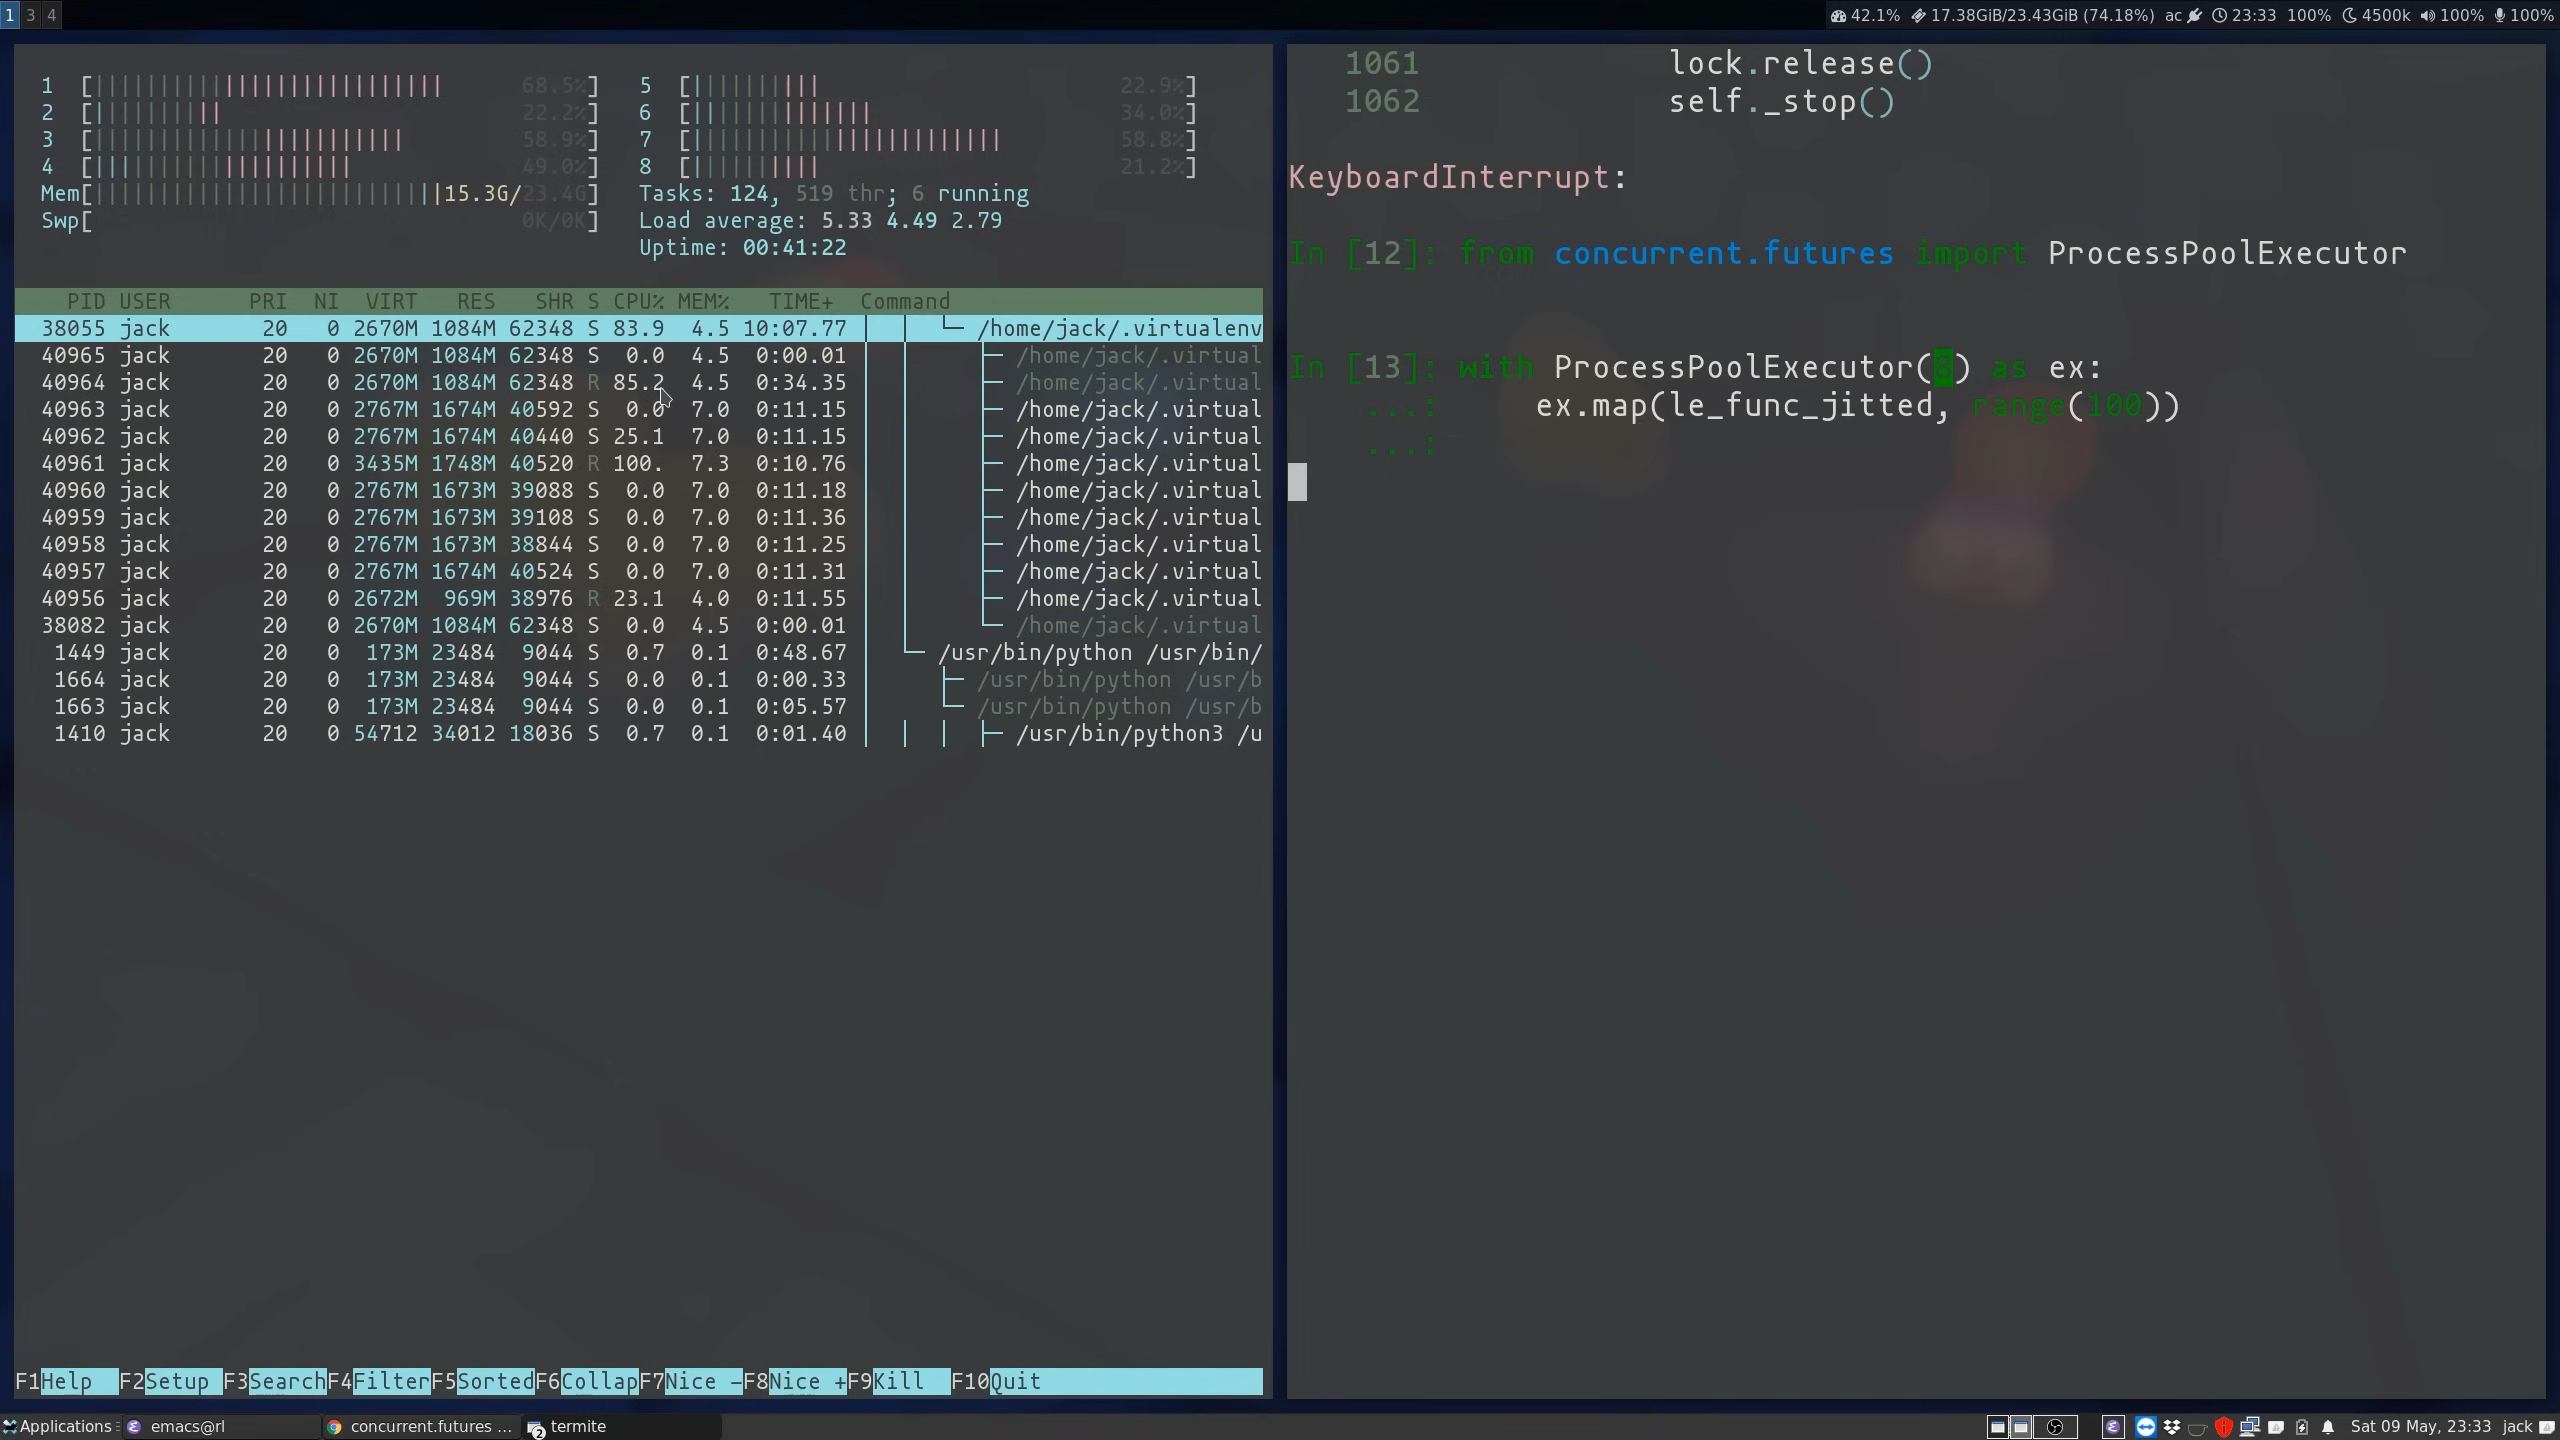 1 3 4
42.1% 17.38GiB/23.43GiB (74.18%) ac 23:33 100% 4500k 100% 100%
1 [ 68.5%] 5 [ 22.9%]
2 [ 22.2%] 6 [ 34.0%]
3 [ 58.9%] 7 [ 58.8%]
4 [ 49.0%] 8 [ 21.2%]
Mem[ 15.3G/23.4G] Tasks: 124, 519 thr; 6 running
Swp[ 0K/0K] Load average: 5.33 4.49 2.79
Uptime: 00:41:22
PID USER PRI NI VIRT RES SHR S CPU% MEM% TIME+ Command
38055 jack 20 0 2670M 1084M 62348 S 83.9 4.5 10:07.77 /home/jack/.virtualenv
40965 jack 20 0 2670M 1084M 62348 S 0.0 4.5 0:00.01 /home/jack/.virtual
40964 jack 20 0 2670M 1084M 62348 R 85.2 4.5 0:34.35 /home/jack/.virtual
40963 jack 20 0 2767M 1674M 40592 S 0.0 7.0 0:11.15 /home/jack/.virtual
40962 jack 20 0 2767M 1674M 40440 S 25.1 7.0 0:11.15 /home/jack/.virtual
40961 jack 20 0 3435M 1748M 40520 R 100. 7.3 0:10.76 /home/jack/.virtual
40960 jack 20 0 2767M 1673M 39088 S 0.0 7.0 0:11.18 /home/jack/.virtual
40959 jack 20 0 2767M 1673M 39108 S 0.0 7.0 0:11.36 /home/jack/.virtual
40958 jack 20 0 2767M 1673M 38844 S 0.0 7.0 0:11.25 /home/jack/.virtual
40957 jack 20 0 2767M 1674M 40524 S 0.0 7.0 0:11.31 /home/jack/.virtual
40956 jack 20 0 2672M 969M 38976 R 23.1 4.0 0:11.55 /home/jack/.virtual
38082 jack 20 0 2670M 1084M 62348 S 0.0 4.5 0:00.01 /home/jack/.virtual
1449 jack 20 0 173M 23484 9044 S 0.7 0.1 0:48.67 /usr/bin/python /usr/bin/
1664 jack 20 0 173M 23484 9044 S 0.0 0.1 0:00.33 /usr/bin/python /usr/b
1663 jack 20 0 173M 23484 9044 S 0.0 0.1 0:05.57 /usr/bin/python /usr/b
1410 jack 20 0 54712 34012 18036 S 0.7 0.1 0:01.40 /usr/bin/python3 /u
F1Help F2Setup F3SearchF4FilterF5SortedF6CollapF7Nice -F8Nice +F9Kill F10Quit
1061 lock.release()
1062 self._stop()
KeyboardInterrupt:
In [12]: from concurrent.futures import ProcessPoolExecutor
In [13]: with ProcessPoolExecutor(8) as ex:
...: ex.map(le_func_jitted, range(100))
...:
Applications emacs@rl concurrent.futures ... termite
2
Sat 09 May, 23:33 jack